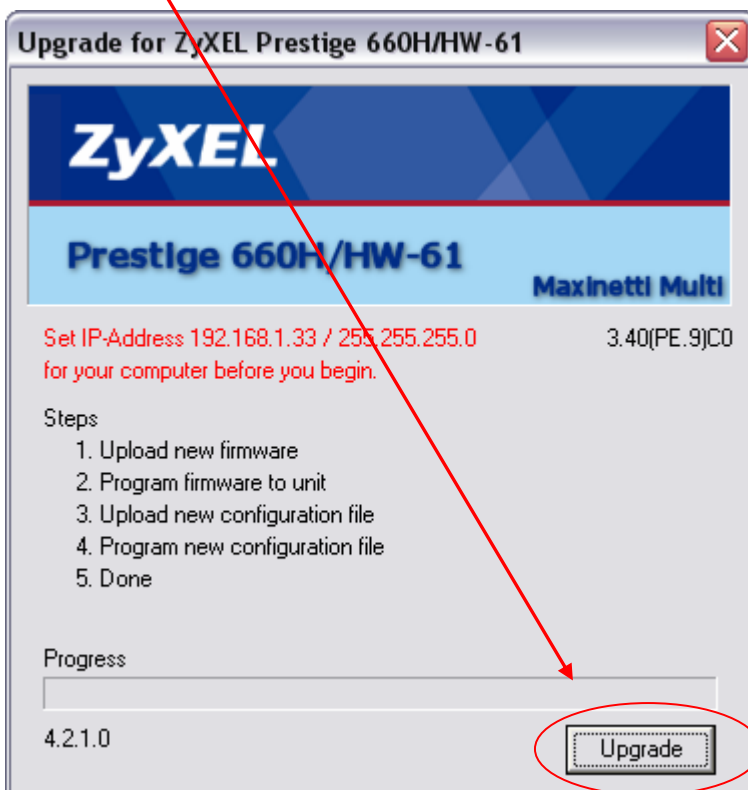 Upgrade for ZyXEL Prestige 660H/HW-61
ZyXEL
Prestige 660H/HW-61
Maxinetti Multi
Set IP-Address 192.168.1.33 / 255.255.255.0
for your computer before you begin.
3.40(PE.9)C0
Steps
1. Upload new firmware
2. Program firmware to unit
3. Upload new configuration file
4. Program new configuration file
5. Done
Progress
4.2.1.0
Upgrade